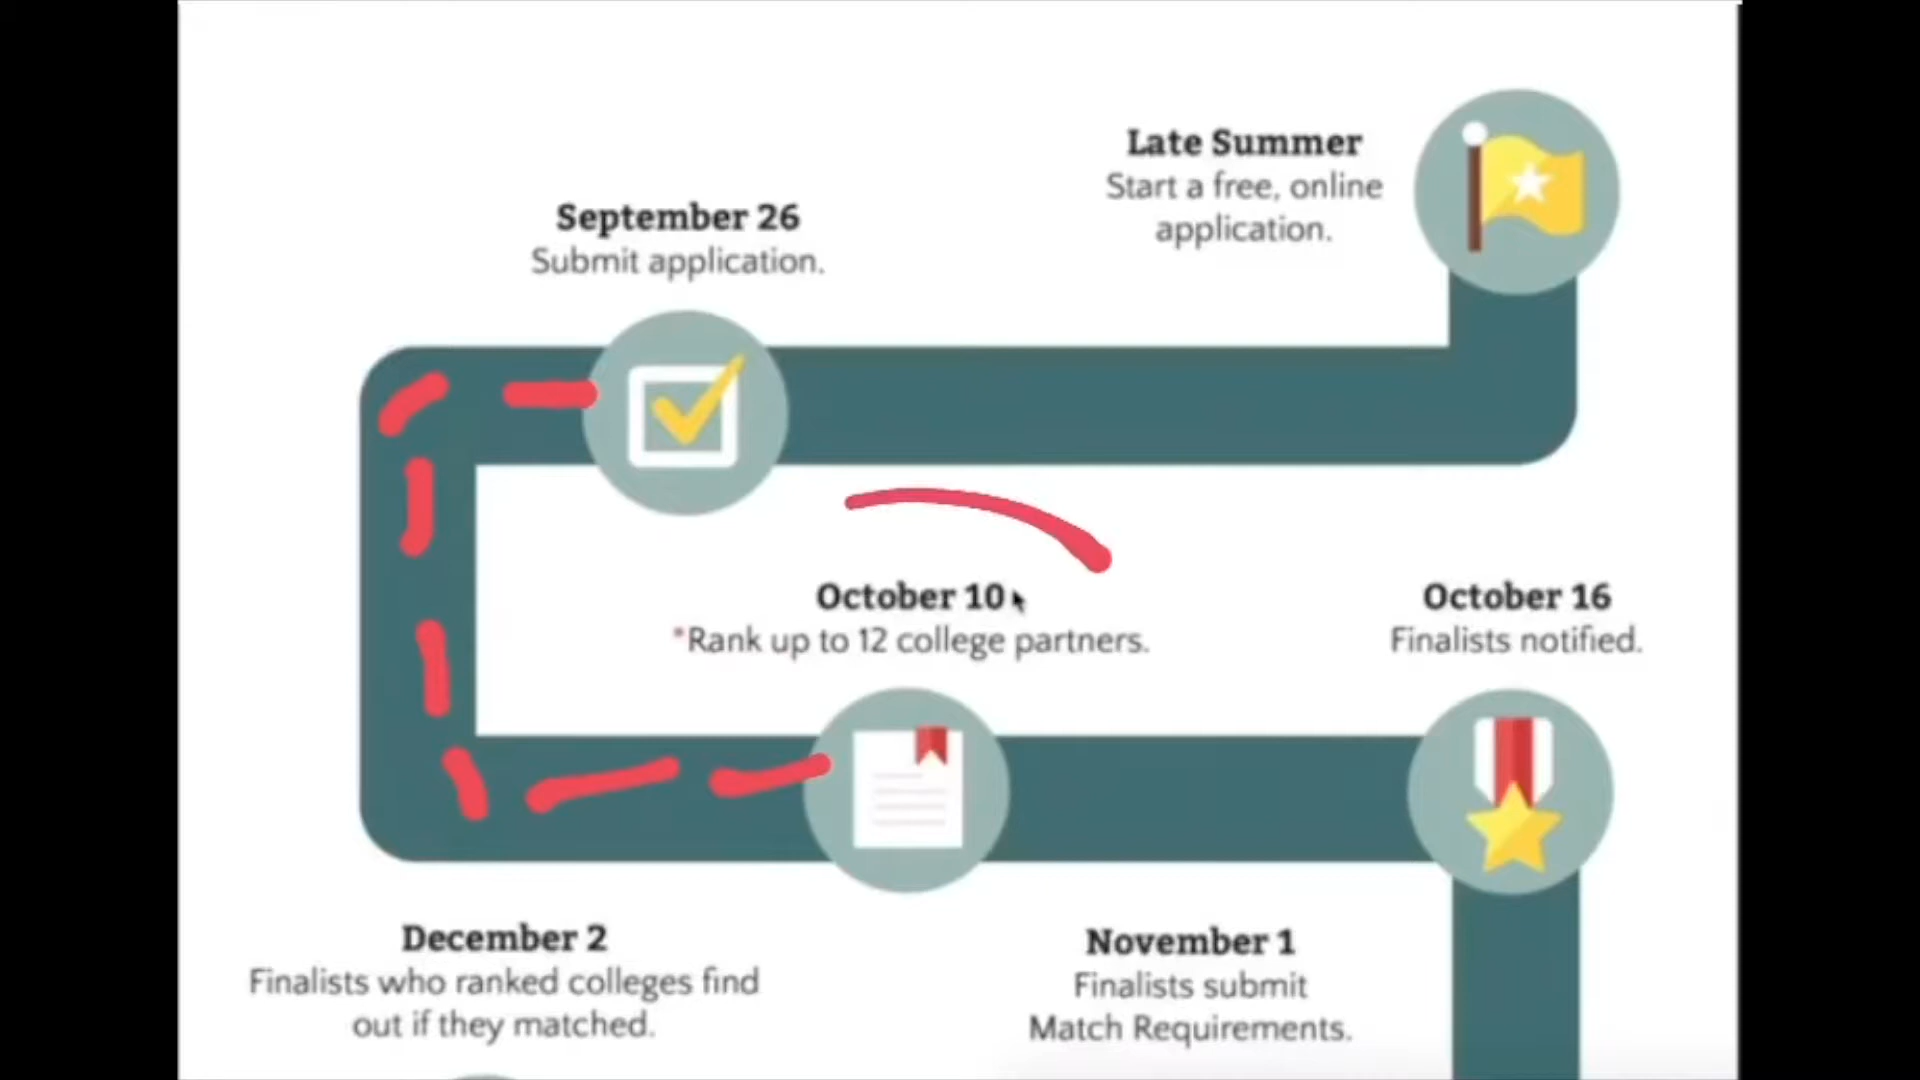 Late Summer
Start a free, online
application.
September 26
Submit application.
October 10
*Rank up to 12 college partners.
October 16
Finalists notified.
December 2
Finalists who ranked colleges find
out if they matched.
November 1
Finalists submit
Match Requirements.